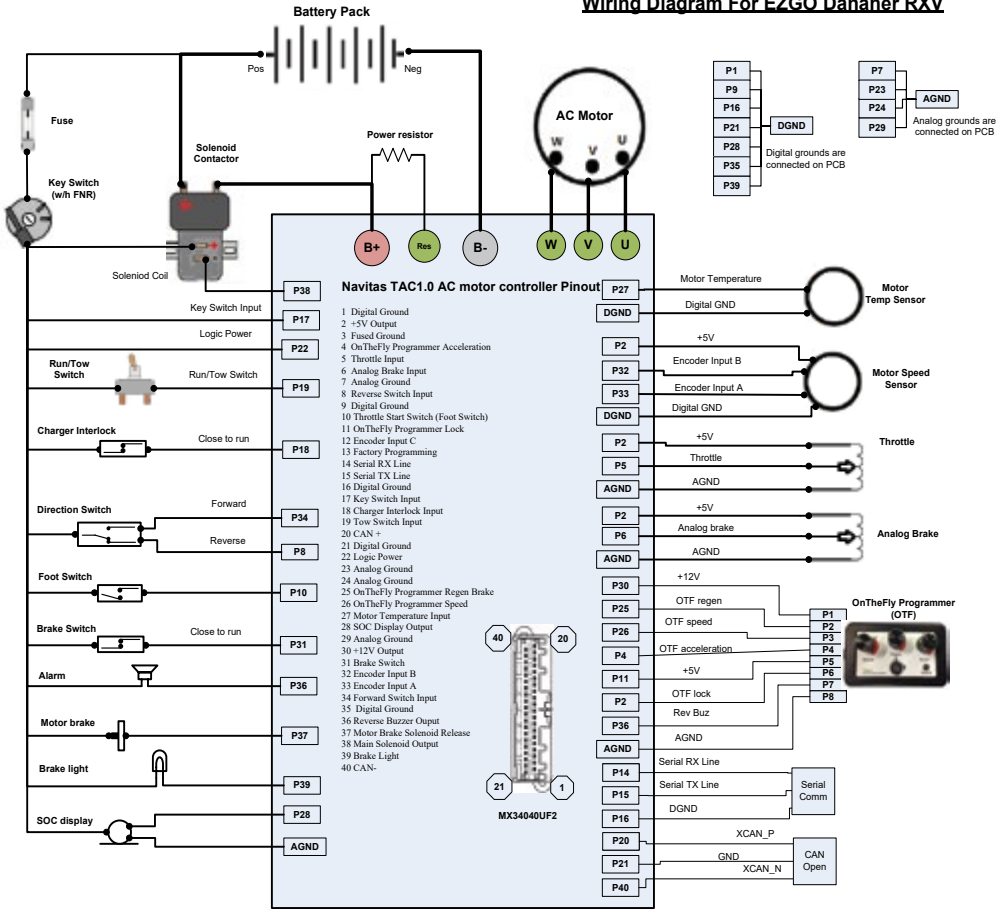 Wiring Diagram For EZGO Danaher RXV
Battery Pack
Pos
Neg
Fuse
Solenoid
Contactor
Power resistor
Key Switch
(w/h FNR)
Soleniod Coil
AC Motor
W
V
U
P1
P9
P16
P21
P28
P35
P39
DGND
Digital grounds are
connected on PCB
P7
P23
P24
P29
AGND
Analog grounds are
connected on PCB
B+
Res
B-
W
V
U
Navitas TAC1.0 AC motor controller Pinout
1 Digital Ground
2 +5V Output
3 Fused Ground
4 OnTheFly Programmer Acceleration
5 Throttle Input
6 Analog Brake Input
7 Analog Ground
8 Reverse Switch Input
9 Digital Ground
10 Throttle Start Switch (Foot Switch)
11 OnTheFly Programmer Lock
12 Encoder Input C
13 Factory Programming
14 Serial RX Line
15 Serial TX Line
16 Digital Ground
17 Key Switch Input
18 Charger Interlock Input
19 Tow Switch Input
20 CAN +
21 Digital Ground
22 Logic Power
23 Analog Ground
24 Analog Ground
25 OnTheFly Programmer Regen Brake
26 OnTheFly Programmer Speed
27 Motor Temperature Input
28 SOC Display Output
29 Analog Ground
30 +12V Output
31 Brake Switch
32 Encoder Input B
33 Encoder Input A
34 Forward Switch Input
35 Digital Ground
36 Reverse Buzzer Ouput
37 Motor Brake Solenoid Release
38 Main Solenoid Output
39 Brake Light
40 CAN-
40
20
21
1
MX34040UF2
P38
Key Switch Input
P17
Logic Power
P22
Run/Tow
Switch
Run/Tow Switch
P19
Charger Interlock
Close to run
P18
Direction Switch
Forward
P34
Reverse
P8
Foot Switch
P10
Brake Switch
Close to run
P31
Alarm
P36
Motor brake
P37
Brake light
P39
SOC display
P28
AGND
P27
Motor Temperature
DGND
Digital GND
Motor
Temp Sensor
P2
+5V
P32
Encoder Input B
P33
Encoder Input A
DGND
Digital GND
Motor Speed
Sensor
P2
+5V
P5
Throttle
AGND
AGND
Throttle
P2
+5V
P6
Analog brake
AGND
AGND
Analog Brake
P30
+12V
P25
OTF regen
P26
OTF speed
P4
OTF acceleration
P11
+5V
P2
OTF lock
P36
Rev Buz
AGND
AGND
OnTheFly Programmer
(OTF)
P1
P2
P3
P4
P5
P6
P7
P8
P14
Serial RX Line
P15
Serial TX Line
P16
DGND
Serial
Comm
P20
XCAN_P
P21
GND
P40
XCAN_N
CAN
Open